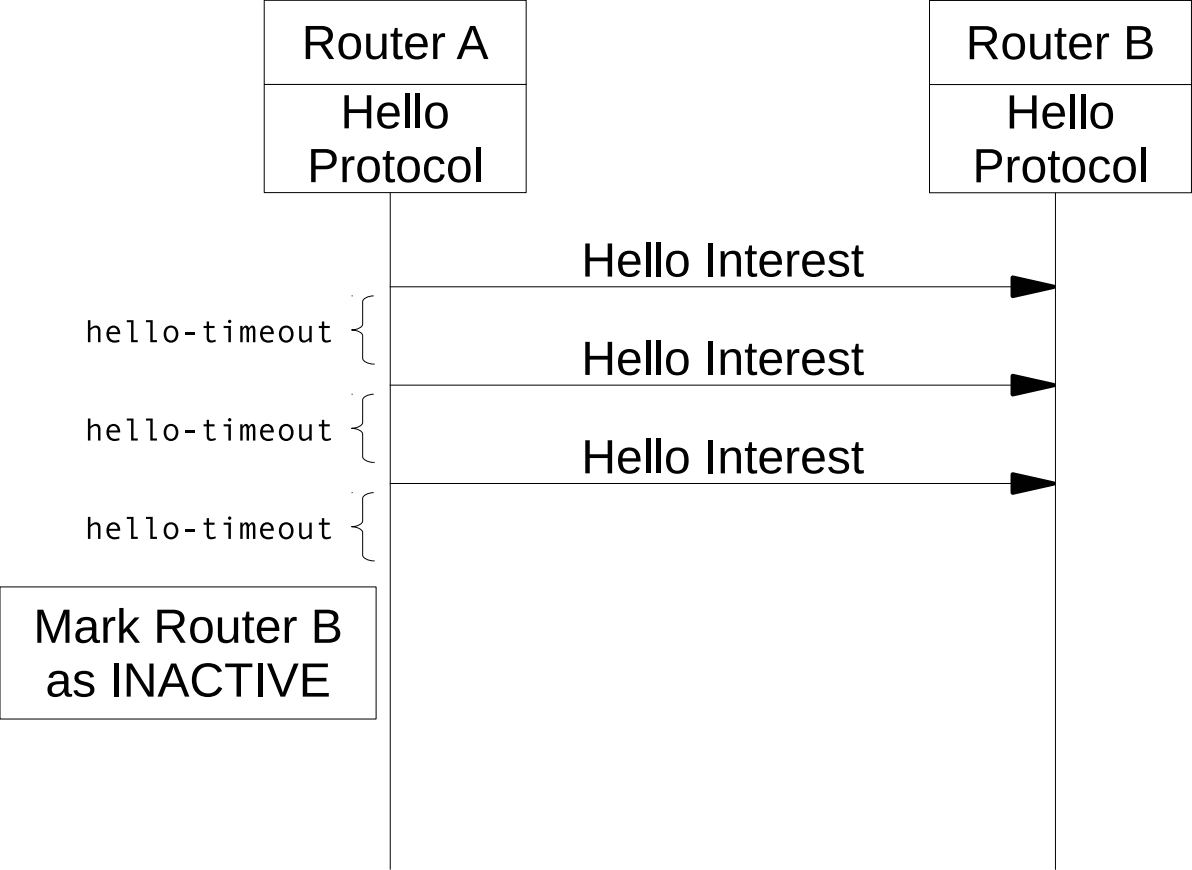 Router A
Router B
Hello
Protocol
Hello
Protocol
Hello Interest
hello-timeout
Hello Interest
hello-timeout
Hello Interest
hello-timeout
Mark Router B
as INACTIVE